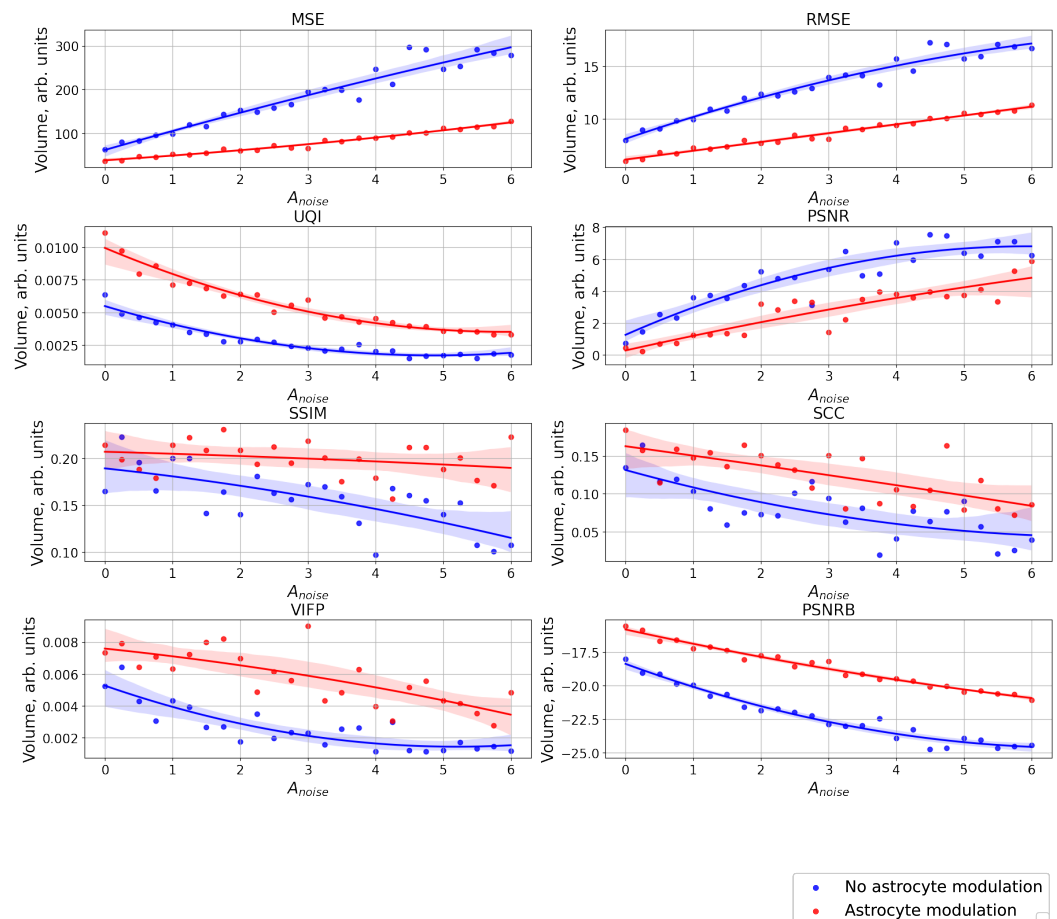 MSE
RMSE
Volume, arb. units
300
200
100
0 1 2 3 4 5 6
A_noise
Volume, arb. units
15
10
0 1 2 3 4 5 6
A_noise
UQI
PSNR
Volume, arb. units
0.0100
0.0075
0.0050
0.0025
0 1 2 3 4 5 6
A_noise
Volume, arb. units
8
6
4
2
0
0 1 2 3 4 5 6
A_noise
SSIM
SCC
Volume, arb. units
0.20
0.15
0.10
0 1 2 3 4 5 6
A_noise
Volume, arb. units
0.15
0.10
0.05
0 1 2 3 4 5 6
A_noise
VIFP
PSNRB
Volume, arb. units
0.008
0.006
0.004
0.002
0 1 2 3 4 5 6
A_noise
Volume, arb. units
−17.5
−20.0
−22.5
−25.0
0 1 2 3 4 5 6
A_noise
No astrocyte modulation
Astrocyte modulation